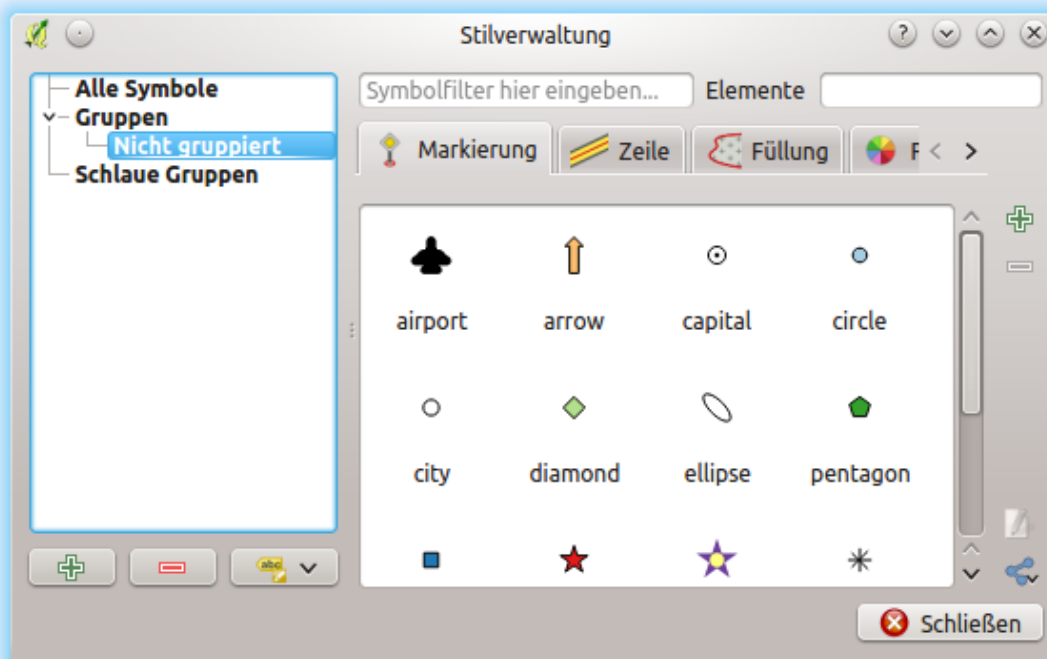 Stilverwaltung
Alle Symbole
Gruppen
Nicht gruppiert
Schlaue Gruppen
Symbolfilter hier eingeben... Elemente
Markierung Zeile Füllung
airport arrow capital circle
city diamond ellipse pentagon
abc
Schließen